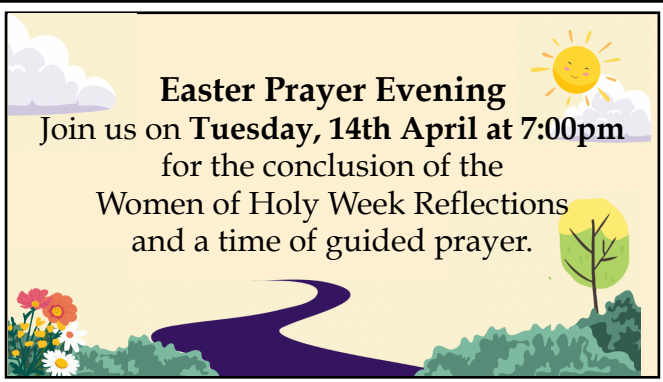 Easter Prayer Evening
Join us on Tuesday, 14th April at 7:00pm
for the conclusion of the
Women of Holy Week Reflections
and a time of guided prayer.